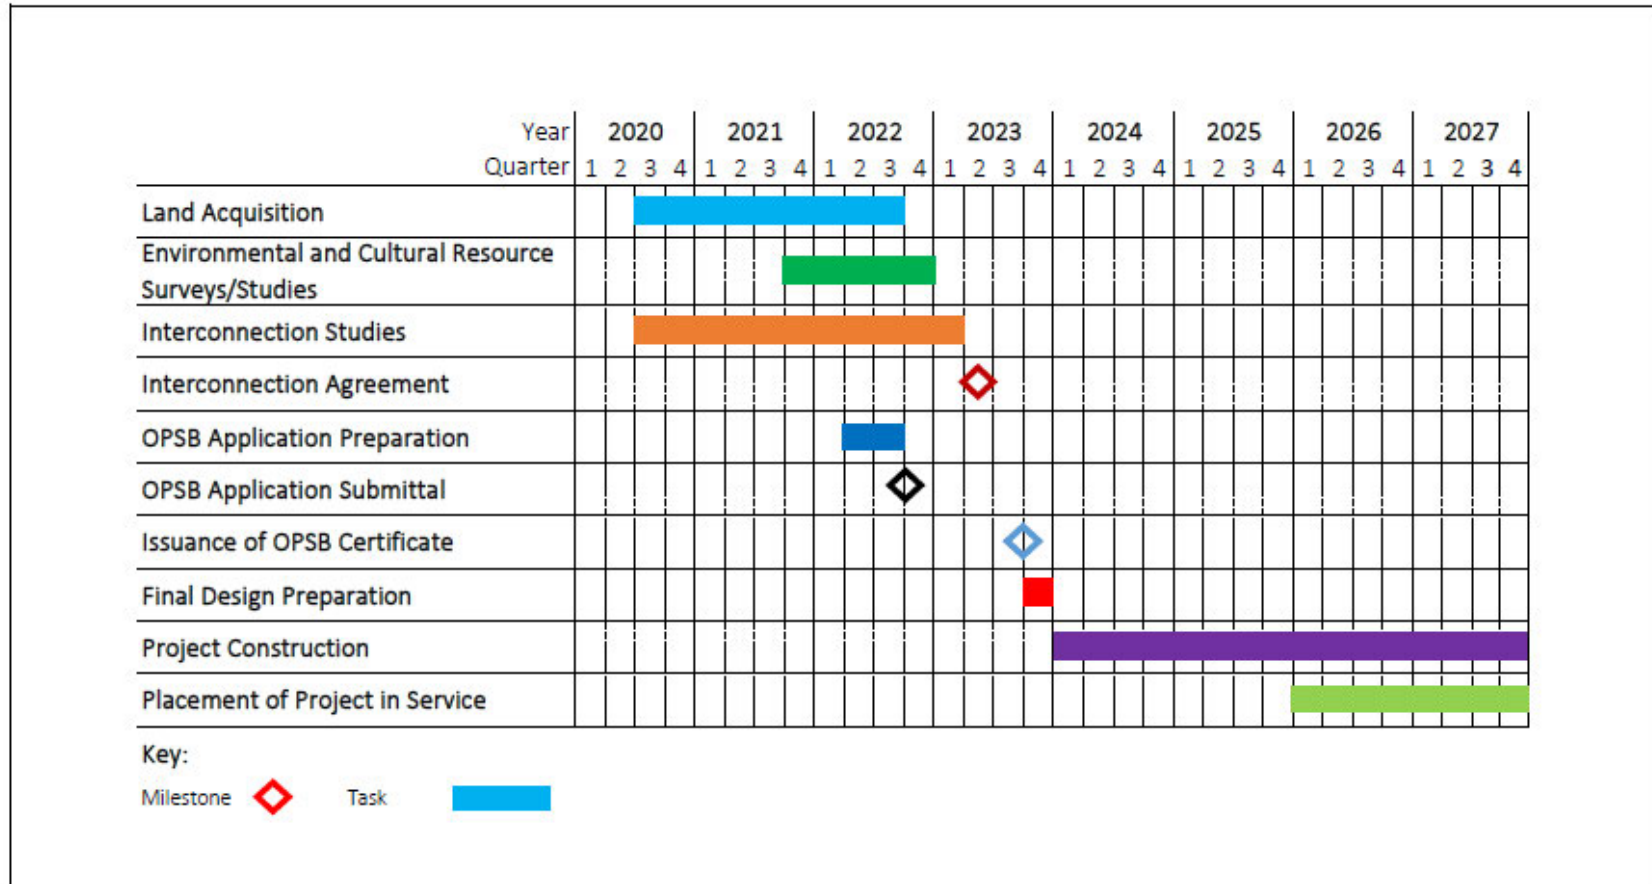 Year 2020 2021 2022 2023 2024 2025 2026 2027
Quarter 1 2 3 4 1 2 3 4 1 2 3 4 1 2 3 4 1 2 3 4 1 2 3 4 1 2 3 4 1 2 3 4
Land Acquisition
Environmental and Cultural Resource
Surveys/Studies
Interconnection Studies
Interconnection Agreement
OPSB Application Preparation
OPSB Application Submittal
Issuance of OPSB Certificate
Final Design Preparation
Project Construction
Placement of Project in Service
Key:
Milestone Task